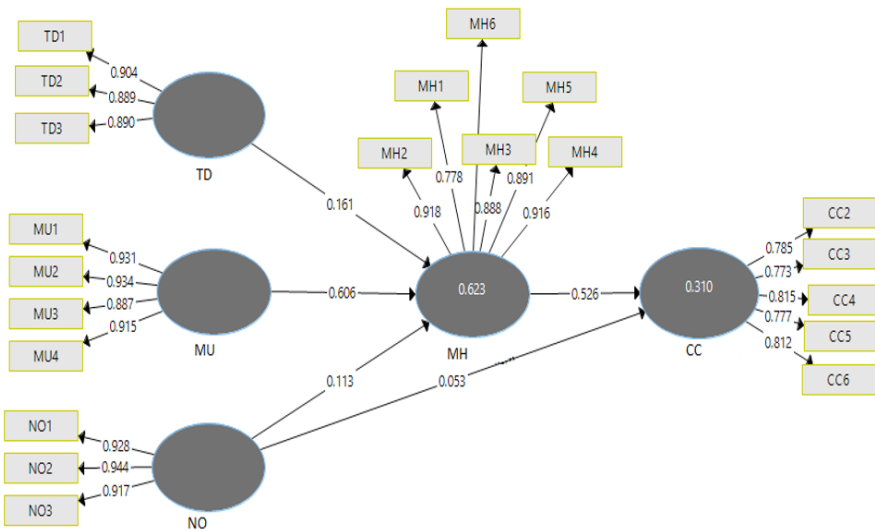 TD1
TD2
TD3
0.904
0.889
0.890
TD
MU1
MU2
MU3
MU4
0.931
0.934
0.887
0.915
MU
NO1
NO2
NO3
0.928
0.944
0.917
NO
0.161
0.606
0.113
0.053
MH6
MH1
MH5
MH2
MH3
MH4
0.918
0.778
0.888
0.891
0.916
0.623
MH
0.526
0.310
CC
0.785
0.773
0.815
0.777
0.812
CC2
CC3
CC4
CC5
CC6